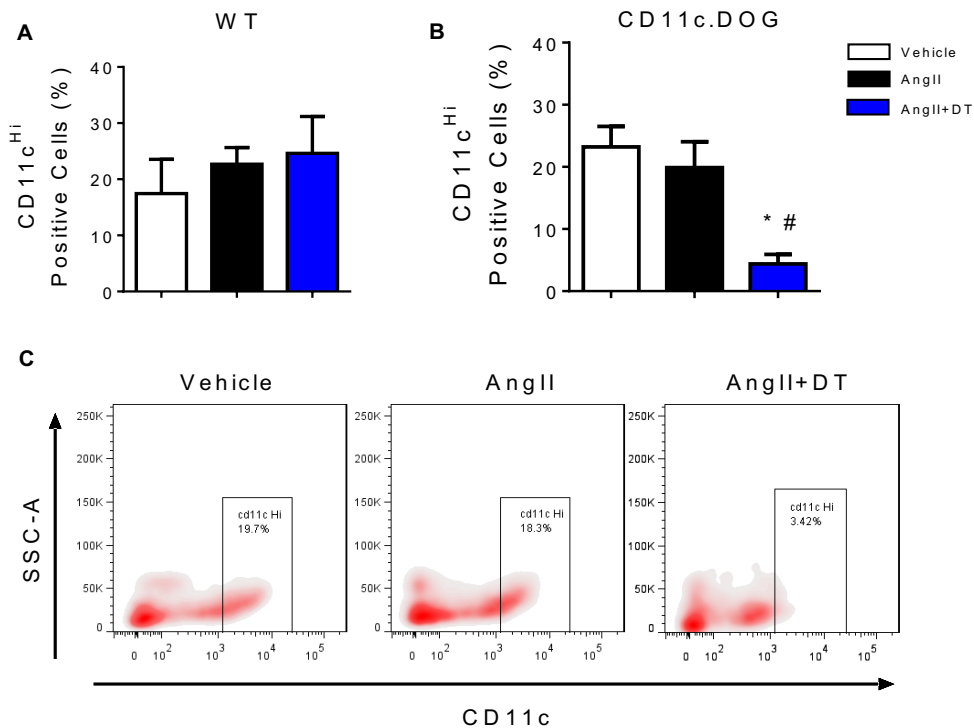 A
WT
CD11c^Hi
Positive Cells (%)
40
30
20
10
0
B
CD11c.DOG
CD11c^Hi
Positive Cells (%)
40
30
20
10
0
* #
Vehicle
AngII
AngII+DT
C
Vehicle
AngII
AngII+DT
SSC-A
250K
200K
150K
100K
50K
0
cd11c Hi
19.7%
0 10^2 10^3 10^4 10^5
250K
200K
150K
100K
50K
0
cd11c Hi
18.3%
0 10^2 10^3 10^4 10^5
250K
200K
150K
100K
50K
0
cd11c Hi
3.42%
0 10^2 10^3 10^4 10^5
CD11c